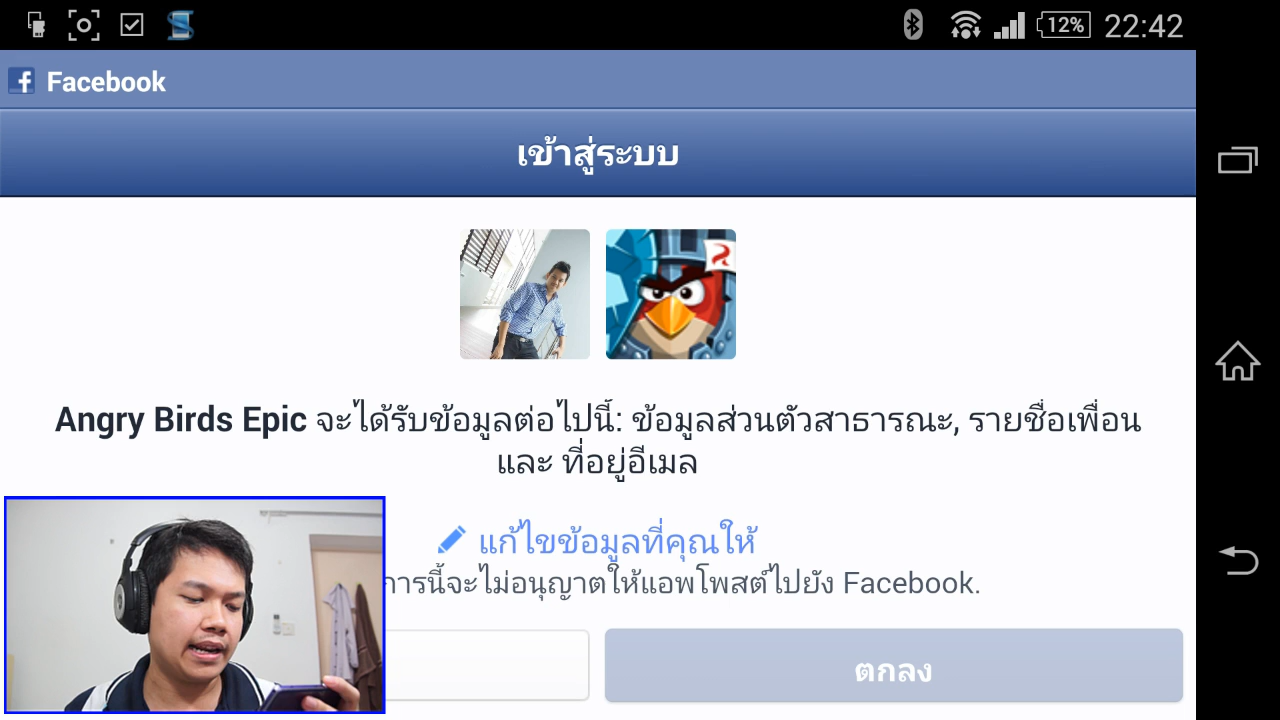 12% 22:42
Facebook
เข้าสู่ระบบ
Angry Birds Epic จะได้รับข้อมูลต่อไปนี้: ข้อมูลส่วนตัวสาธารณะ, รายชื่อเพื่อน
และ ที่อยู่อีเมล
แก้ไขข้อมูลที่คุณให้
การนี้จะไม่อนุญาตให้แอพโพสต์ไปยัง Facebook.
ตกลง